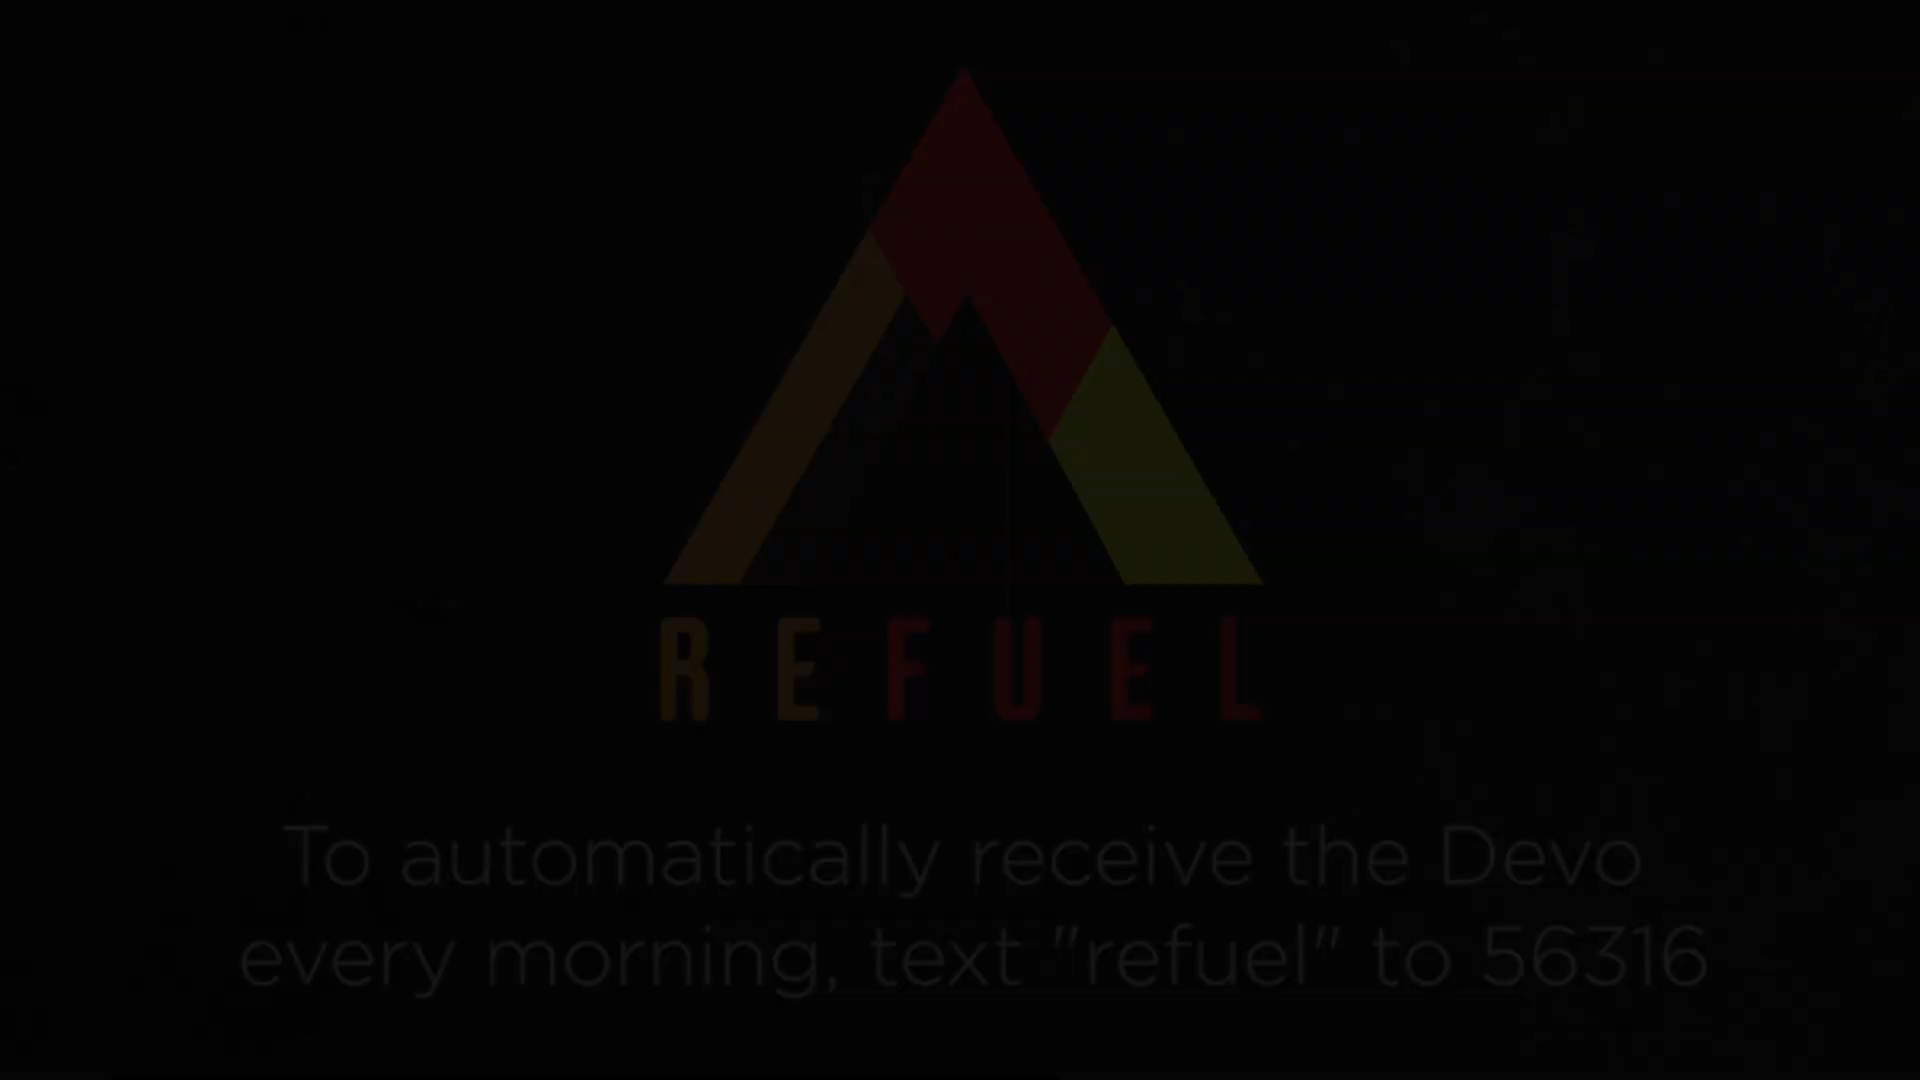 REFUEL
To automatically receive the Devo
every morning, text "refuel" to 56316